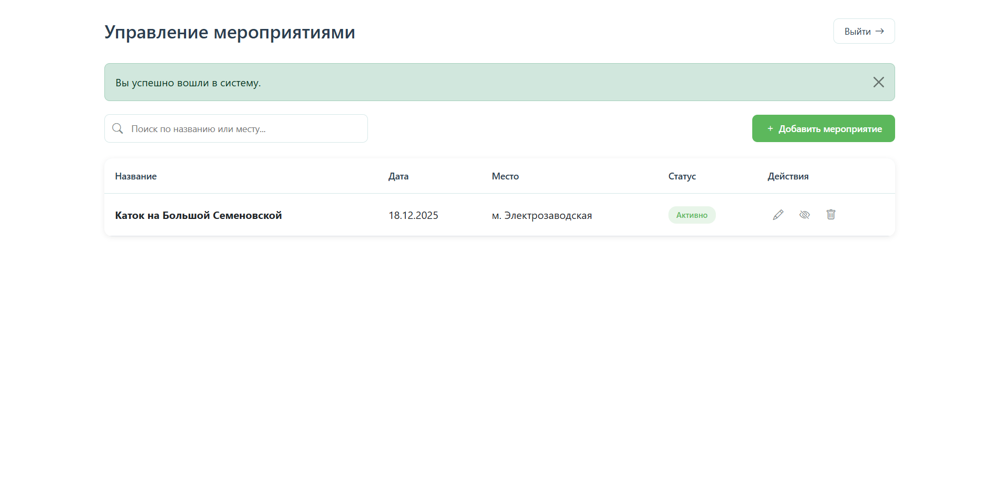 Управление мероприятиями
Выйти →
Вы успешно вошли в систему.
Поиск по названию или месту...
+ Добавить мероприятие
Название Дата Место Статус Действия
Каток на Большой Семеновской 18.12.2025 м. Электрозаводская Активно